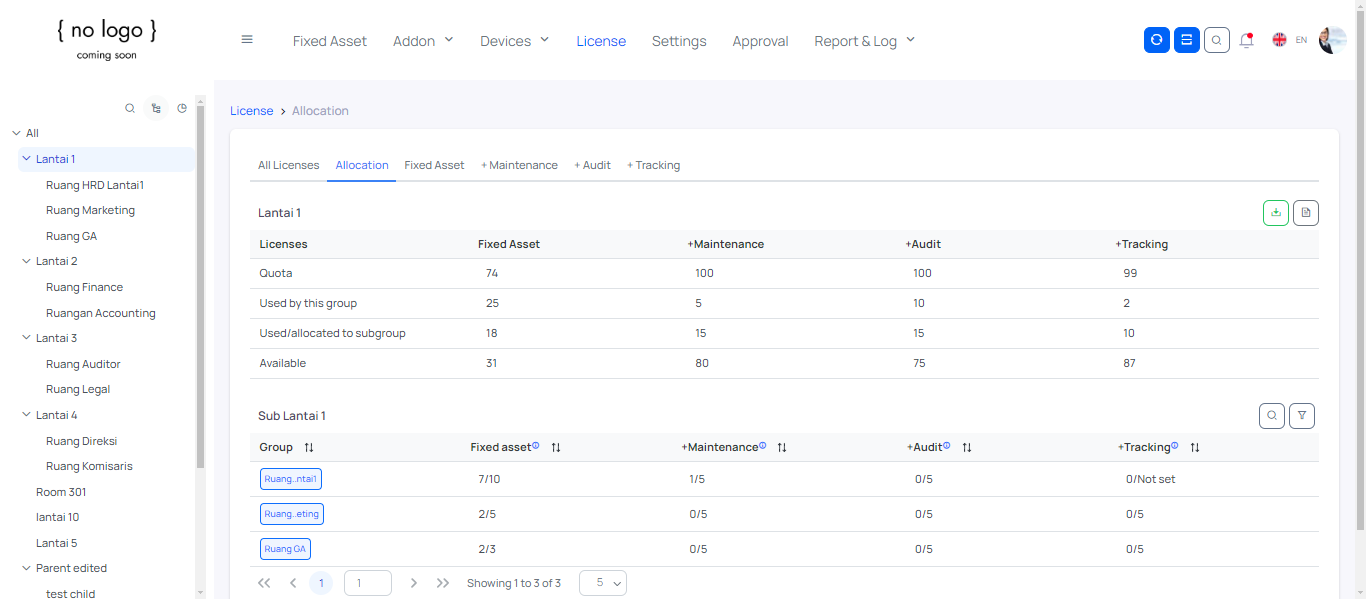 { no logo }
coming soon
Fixed Asset Addon Devices License Settings Approval Report & Log EN
License > Allocation
All
Lantai 1
Ruang HRD Lantai1
Ruang Marketing
Ruang GA
Lantai 2
Ruang Finance
Ruangan Accounting
Lantai 3
Ruang Auditor
Ruang Legal
Lantai 4
Ruang Direksi
Ruang Komisaris
Room 301
lantai 10
Lantai 5
Parent edited
test child
All Licenses Allocation Fixed Asset + Maintenance + Audit + Tracking
Lantai 1
Licenses Fixed Asset +Maintenance +Audit +Tracking
Quota 74 100 100 99
Used by this group 25 5 10 2
Used/allocated to subgroup 18 15 15 10
Available 31 80 75 87
Sub Lantai 1
Group Fixed asset +Maintenance +Audit +Tracking
Ruang..ntai1 7/10 1/5 0/5 0/Not set
Ruang..eting 2/5 0/5 0/5 0/5
Ruang GA 2/3 0/5 0/5 0/5
1 1 Showing 1 to 3 of 3 5